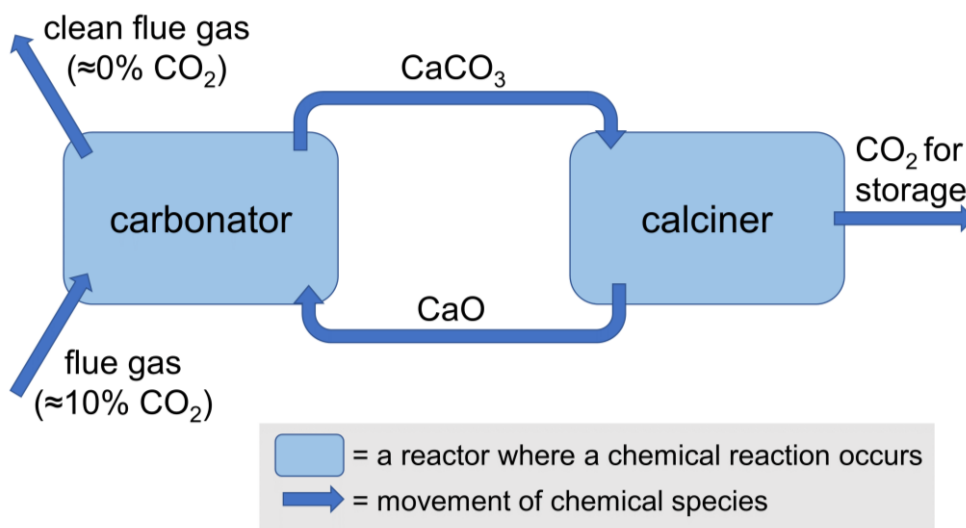 clean flue gas
(≈0% CO₂)
CaCO₃
carbonator
calciner
CO₂ for
storage
CaO
flue gas
(≈10% CO₂)
= a reactor where a chemical reaction occurs
= movement of chemical species